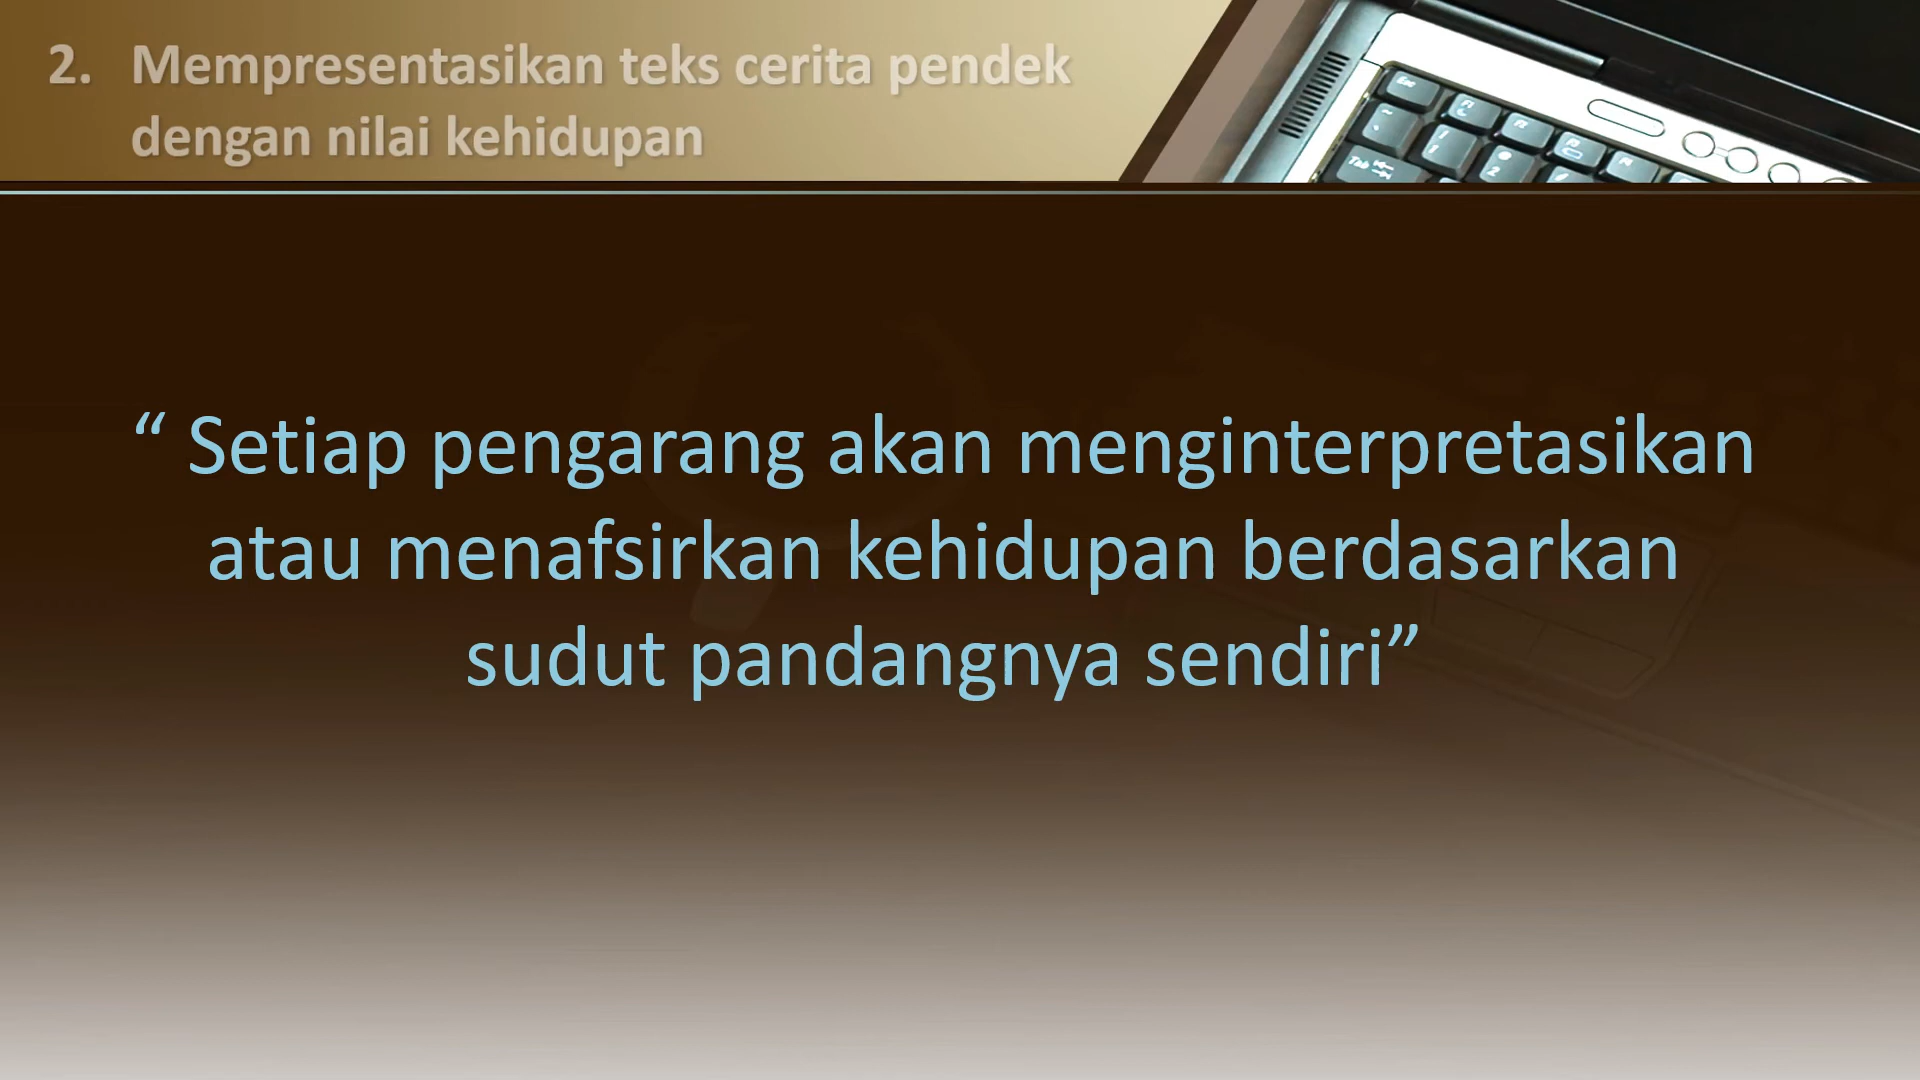 2. Mempresentasikan teks cerita pendek
dengan nilai kehidupan
“ Setiap pengarang akan menginterpretasikan
atau menafsirkan kehidupan berdasarkan
sudut pandangnya sendiri”